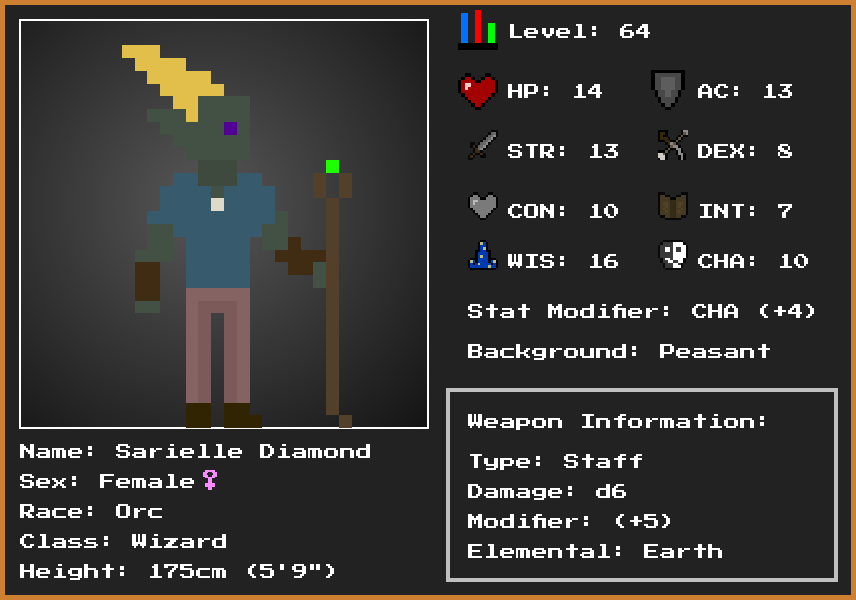 Level: 64
HP: 14 AC: 13
STR: 13 DEX: 8
CON: 10 INT: 7
WIS: 16 CHA: 10
Stat Modifier: CHA (+4)
Background: Peasant
Weapon Information:
Type: Staff
Damage: d6
Modifier: (+5)
Elemental: Earth
Name: Sarielle Diamond
Sex: Female♀
Race: Orc
Class: Wizard
Height: 175cm (5'9")